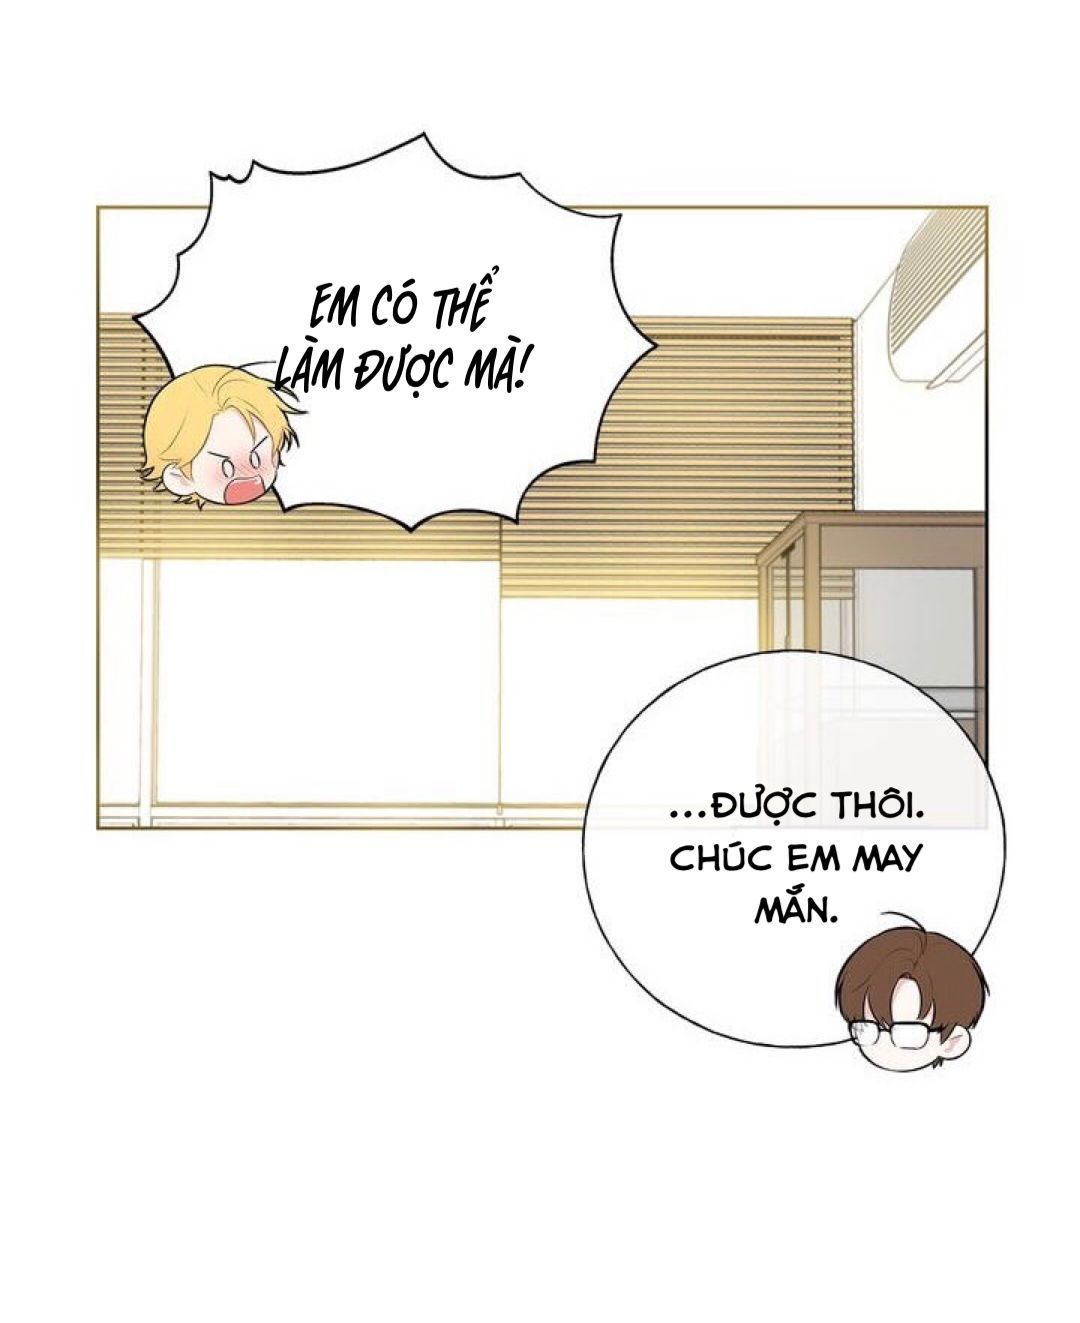 EM CÓ THỂ
LÀM ĐƯỢC MÀ!
...ĐƯỢC THÔI.
CHÚC EM MAY
MẮN.